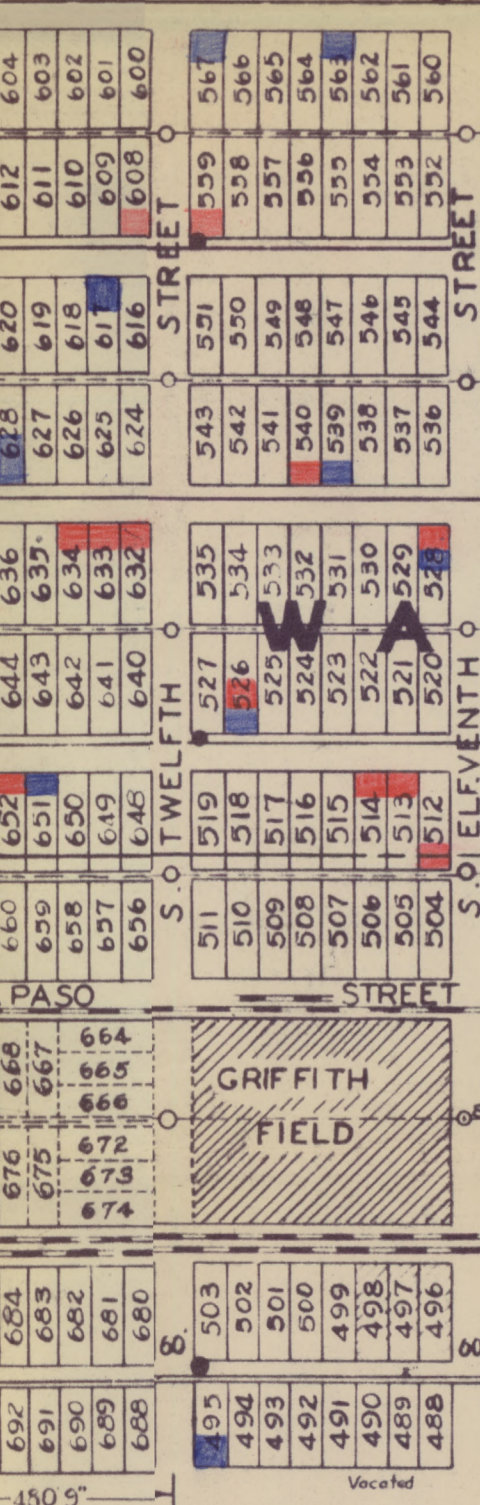 604 603 602 601 600 567 566 565 564 563 562 561 560
612 611 610 609 608 559 558 557 556 555 554 553 552
620 619 618 617 616 551 550 549 548 547 546 545 544
628 627 626 625 624 543 542 541 540 539 538 537 536
636 635 634 633 632 535 534 533 532 531 530 529 528
W A
644 643 642 641 640 527 526 525 524 523 522 521 520
652 651 650 649 648 519 518 517 516 515 514 513 512
660 659 658 657 656 511 510 509 508 507 506 505 504
S. TWELFTH STREET
S. ELEVENTH STREET
PASO STREET
668 667 664
665
666
GRIFFITH
FIELD
676 675 672
673
674
684 683 682 681 680 60. 503 502 501 500 499 498 497 496 60
692 691 690 689 688 495 494 493 492 491 490 489 488
480'9"
Vacated